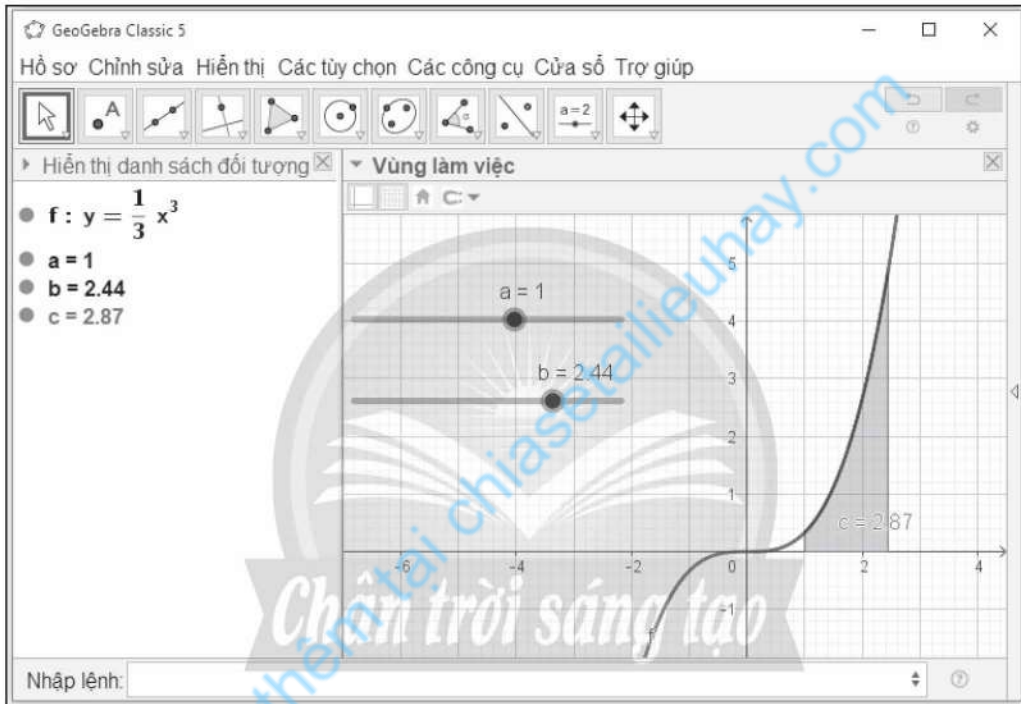 GeoGebra Classic 5
Hồ sơ Chỉnh sửa Hiển thị Các tùy chọn Các công cụ Cửa sổ Trợ giúp
A
α
a=2
Hiển thị danh sách đối tượng
Vùng làm việc
f : y = 1/3 x³
a = 1
b = 2.44
c = 2.87
5
a = 1
4
b = 2.44
3
2
1
c = 2.87
-6 -4 -2 0 2 4
-1
f
Chân trời sáng tạo
thêm tại chiasetailieuhay.com
Nhập lệnh: